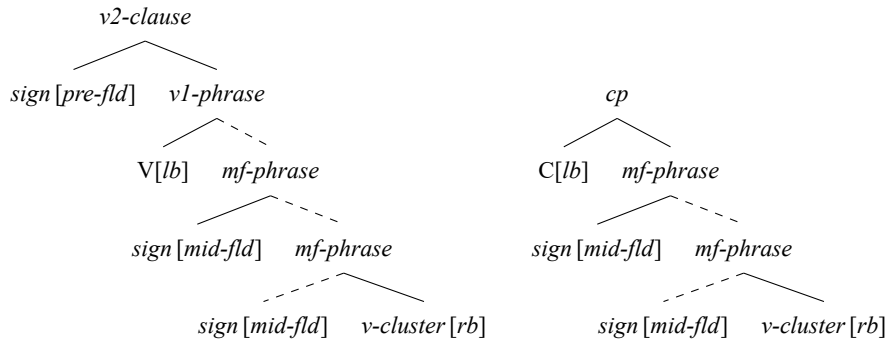 v2-clause
sign [pre-fld] v1-phrase cp
V[lb] mf-phrase C[lb] mf-phrase
sign [mid-fld] mf-phrase sign [mid-fld] mf-phrase
sign [mid-fld] v-cluster [rb] sign [mid-fld] v-cluster [rb]